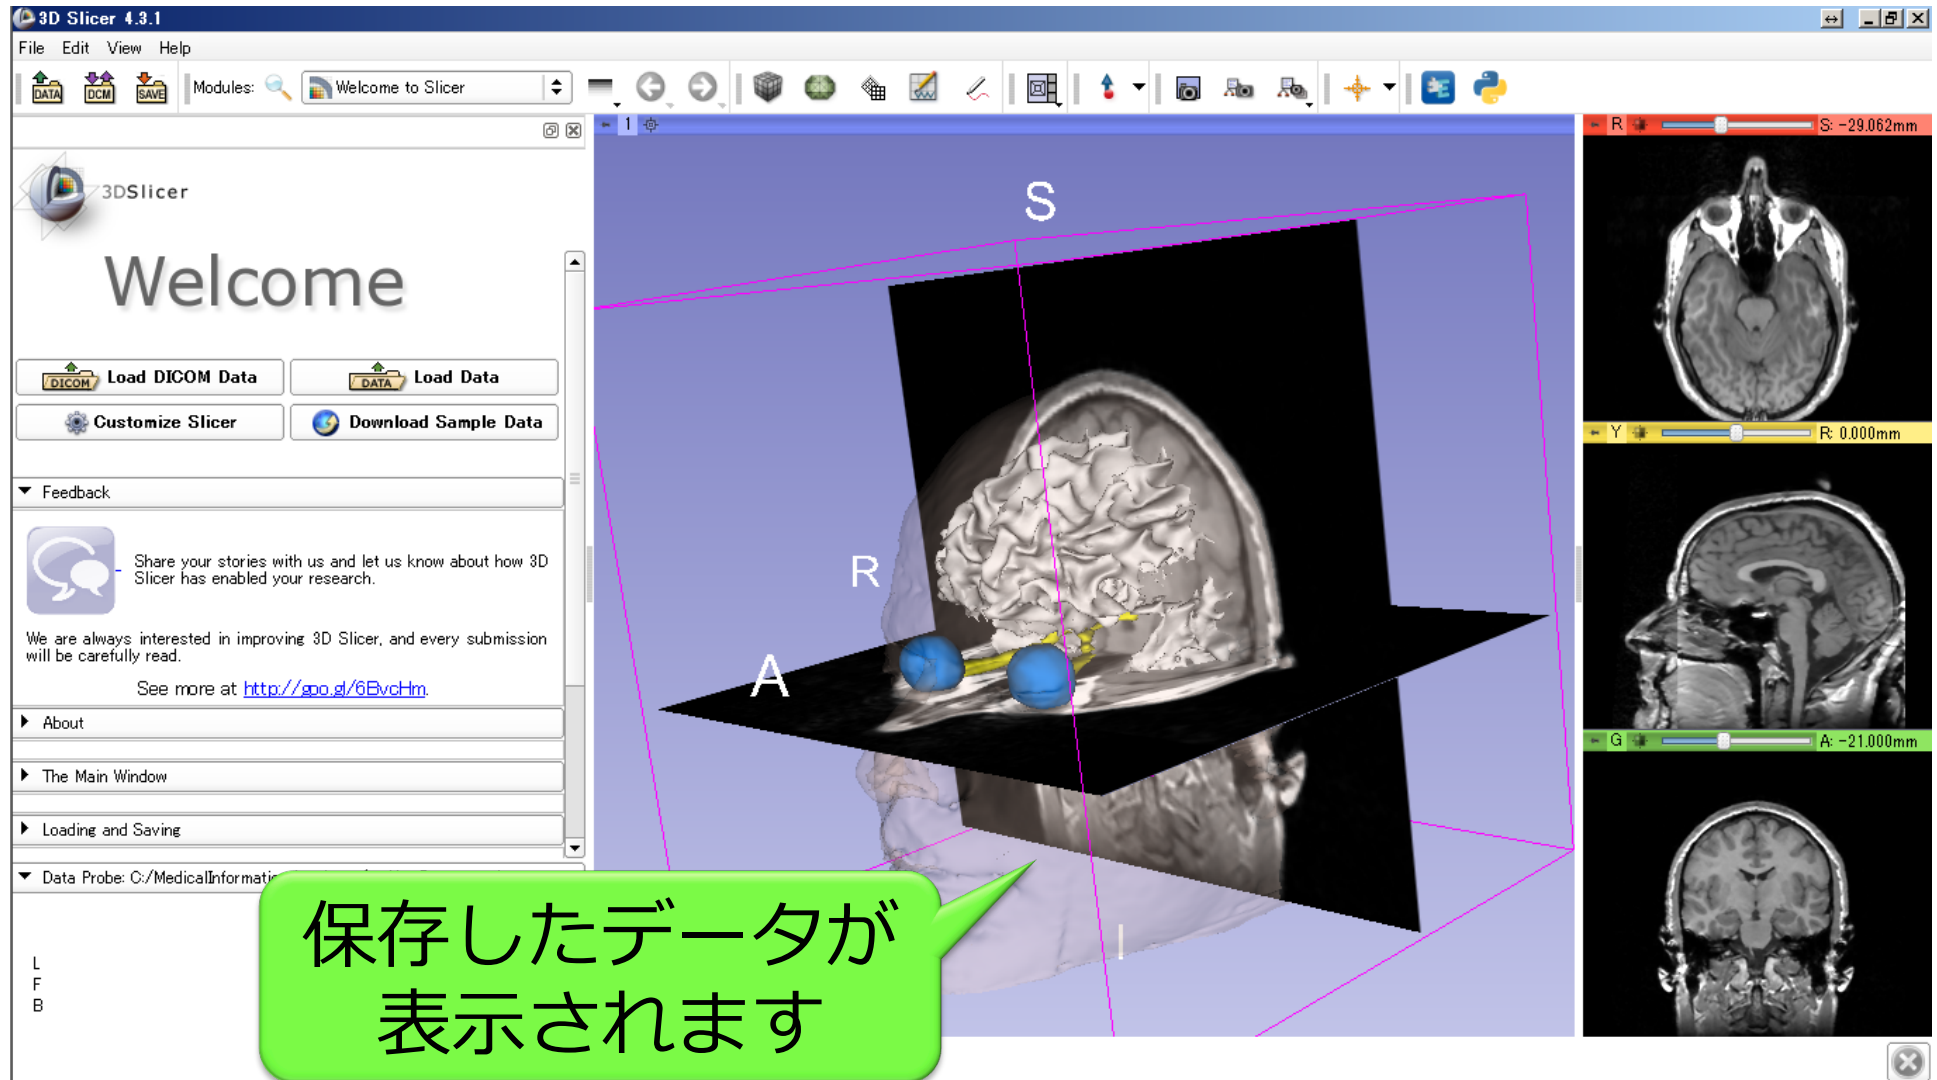 3D Slicer 4.3.1
File Edit View Help
DATA DCM SAVE Modules: Welcome to Slicer
1
R S: -29.062mm
3DSlicer
Welcome
S
DICOM Load DICOM Data DATA Load Data
Customize Slicer Download Sample Data
Y R: 0.000mm
Feedback
Share your stories with us and let us know about how 3D
Slicer has enabled your research.
R
We are always interested in improving 3D Slicer, and every submission
will be carefully read.
See more at http://goo.gl/6BvcHm.
A
About
G A: -21.000mm
The Main Window
Loading and Saving
Data Probe: C:/MedicalInformatic
保存したデータが
表示されます
I
L
F
B